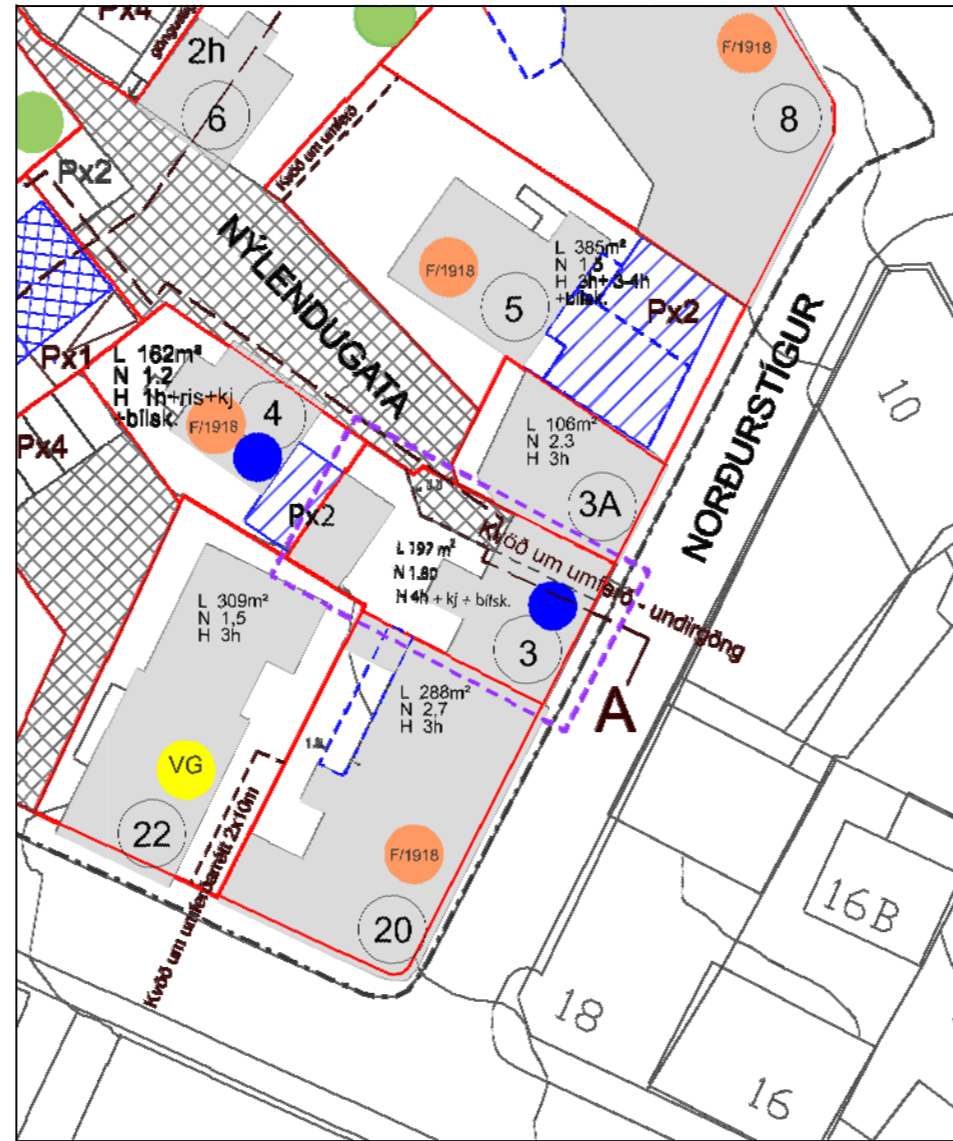 Px4
2h
6
F/1918
8
Kvöð um umferð
Px2
NÝLENDUGATA
F/1918
5
L 385m²
N 1,5
H 3h+ 3-4h
+bílsk.
Px2
NORÐURSTÍGUR
10
Px1
L 162m²
N 1.2
H 1h+ris+kj
+bílsk.
F/1918
4
Px4
Px2
L 106m²
N 2.3
H 3h
3A
L 197 m²
N 1.80
H 4h + kj + bílsk.
Kvöð um umferð - undirgöng
3
A
L 309m²
N 1,5
H 3h
L 288m²
N 2,7
H 3h
VG
22
Kvöð um umferðarrétt 2x10m
F/1918
20
16B
18
16